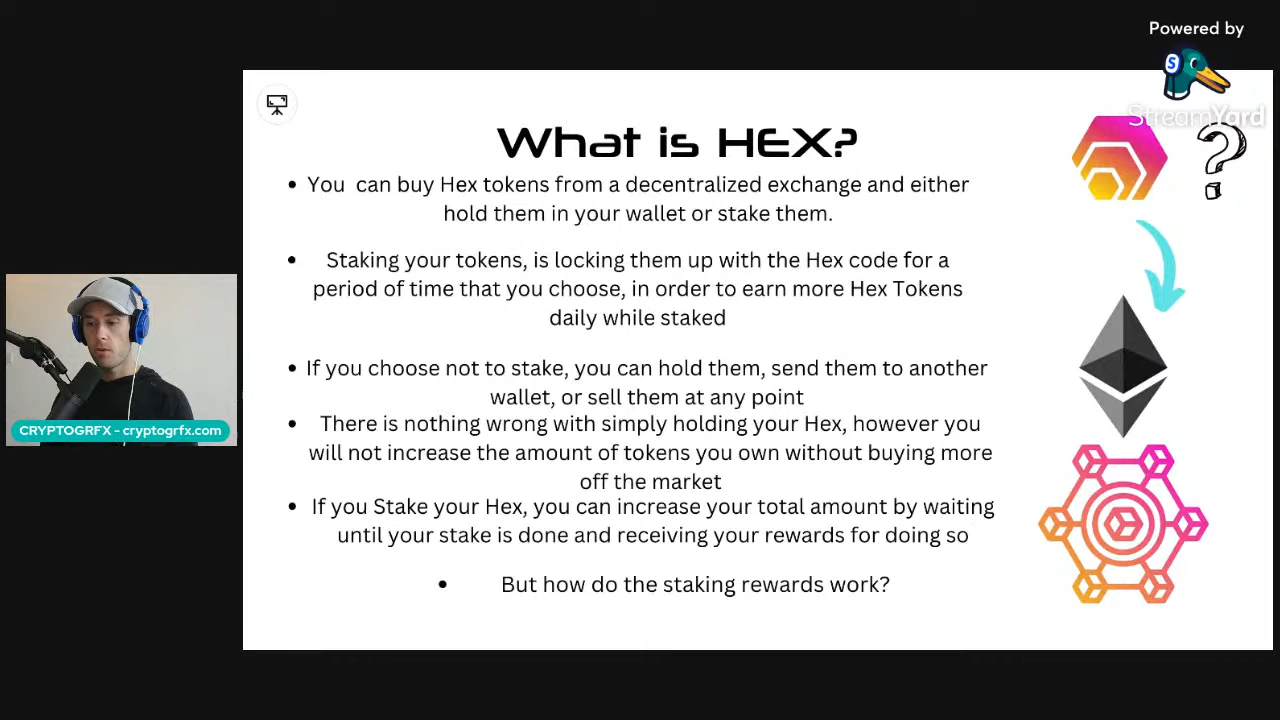 Powered by
StreamYard
What is HEX?
• You can buy Hex tokens from a decentralized exchange and either
hold them in your wallet or stake them.
• Staking your tokens, is locking them up with the Hex code for a
period of time that you choose, in order to earn more Hex Tokens
daily while staked
• If you choose not to stake, you can hold them, send them to another
wallet, or sell them at any point
• There is nothing wrong with simply holding your Hex, however you
will not increase the amount of tokens you own without buying more
off the market
• If you Stake your Hex, you can increase your total amount by waiting
until your stake is done and receiving your rewards for doing so
• But how do the staking rewards work?
?
S
CRYPTOGRFX - cryptogrfx.com